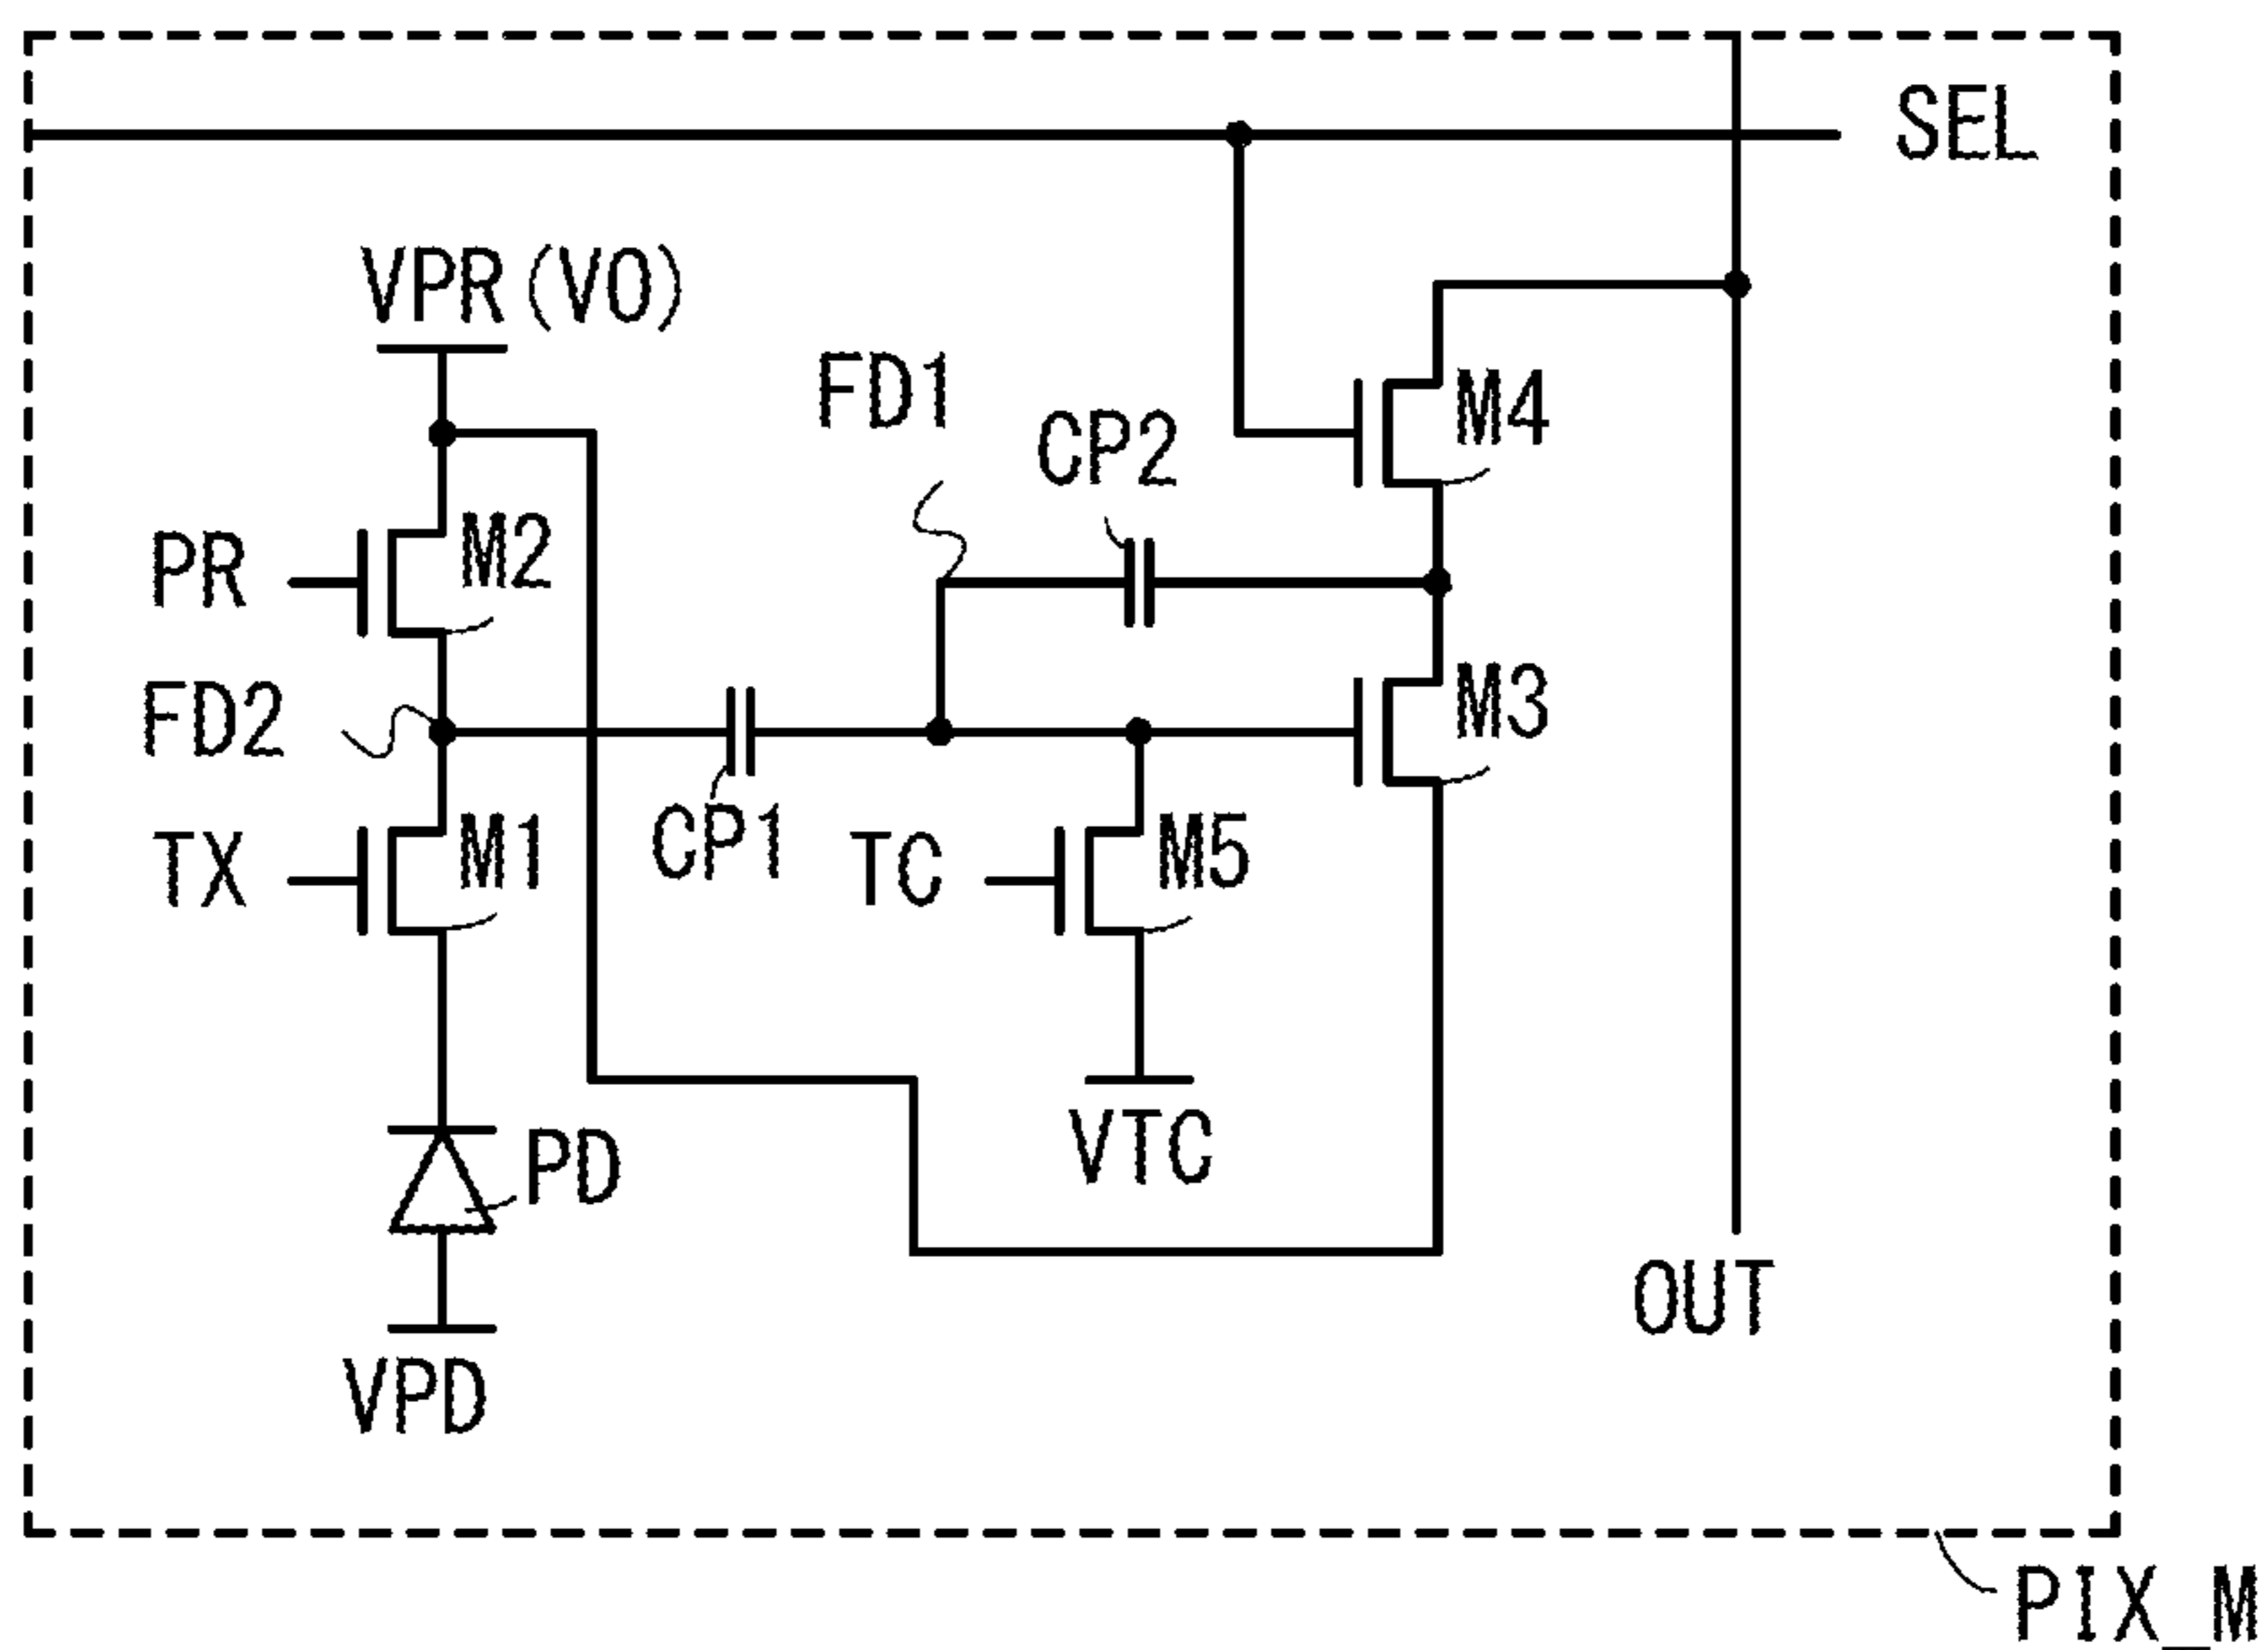 SEL
VPR(VO)
FD1
CP2
M4
PR
M2
FD2
M3
CP1
TX
M1
TC
M5
PD
VTC
OUT
VPD
PIX_M